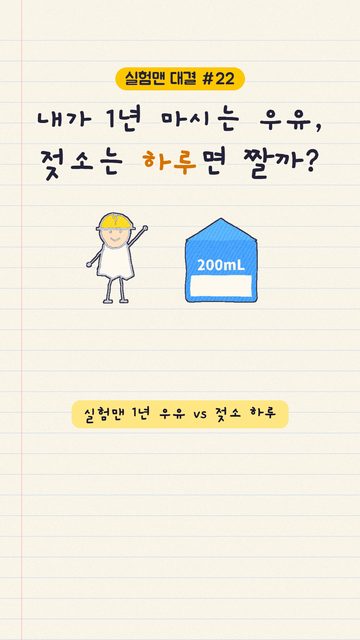 실험맨 대결 #22
내가 1년 마시는 우유,
젖소는 하루면 짤까?
200mL
실험맨 1년 우유 vs 젖소 하루